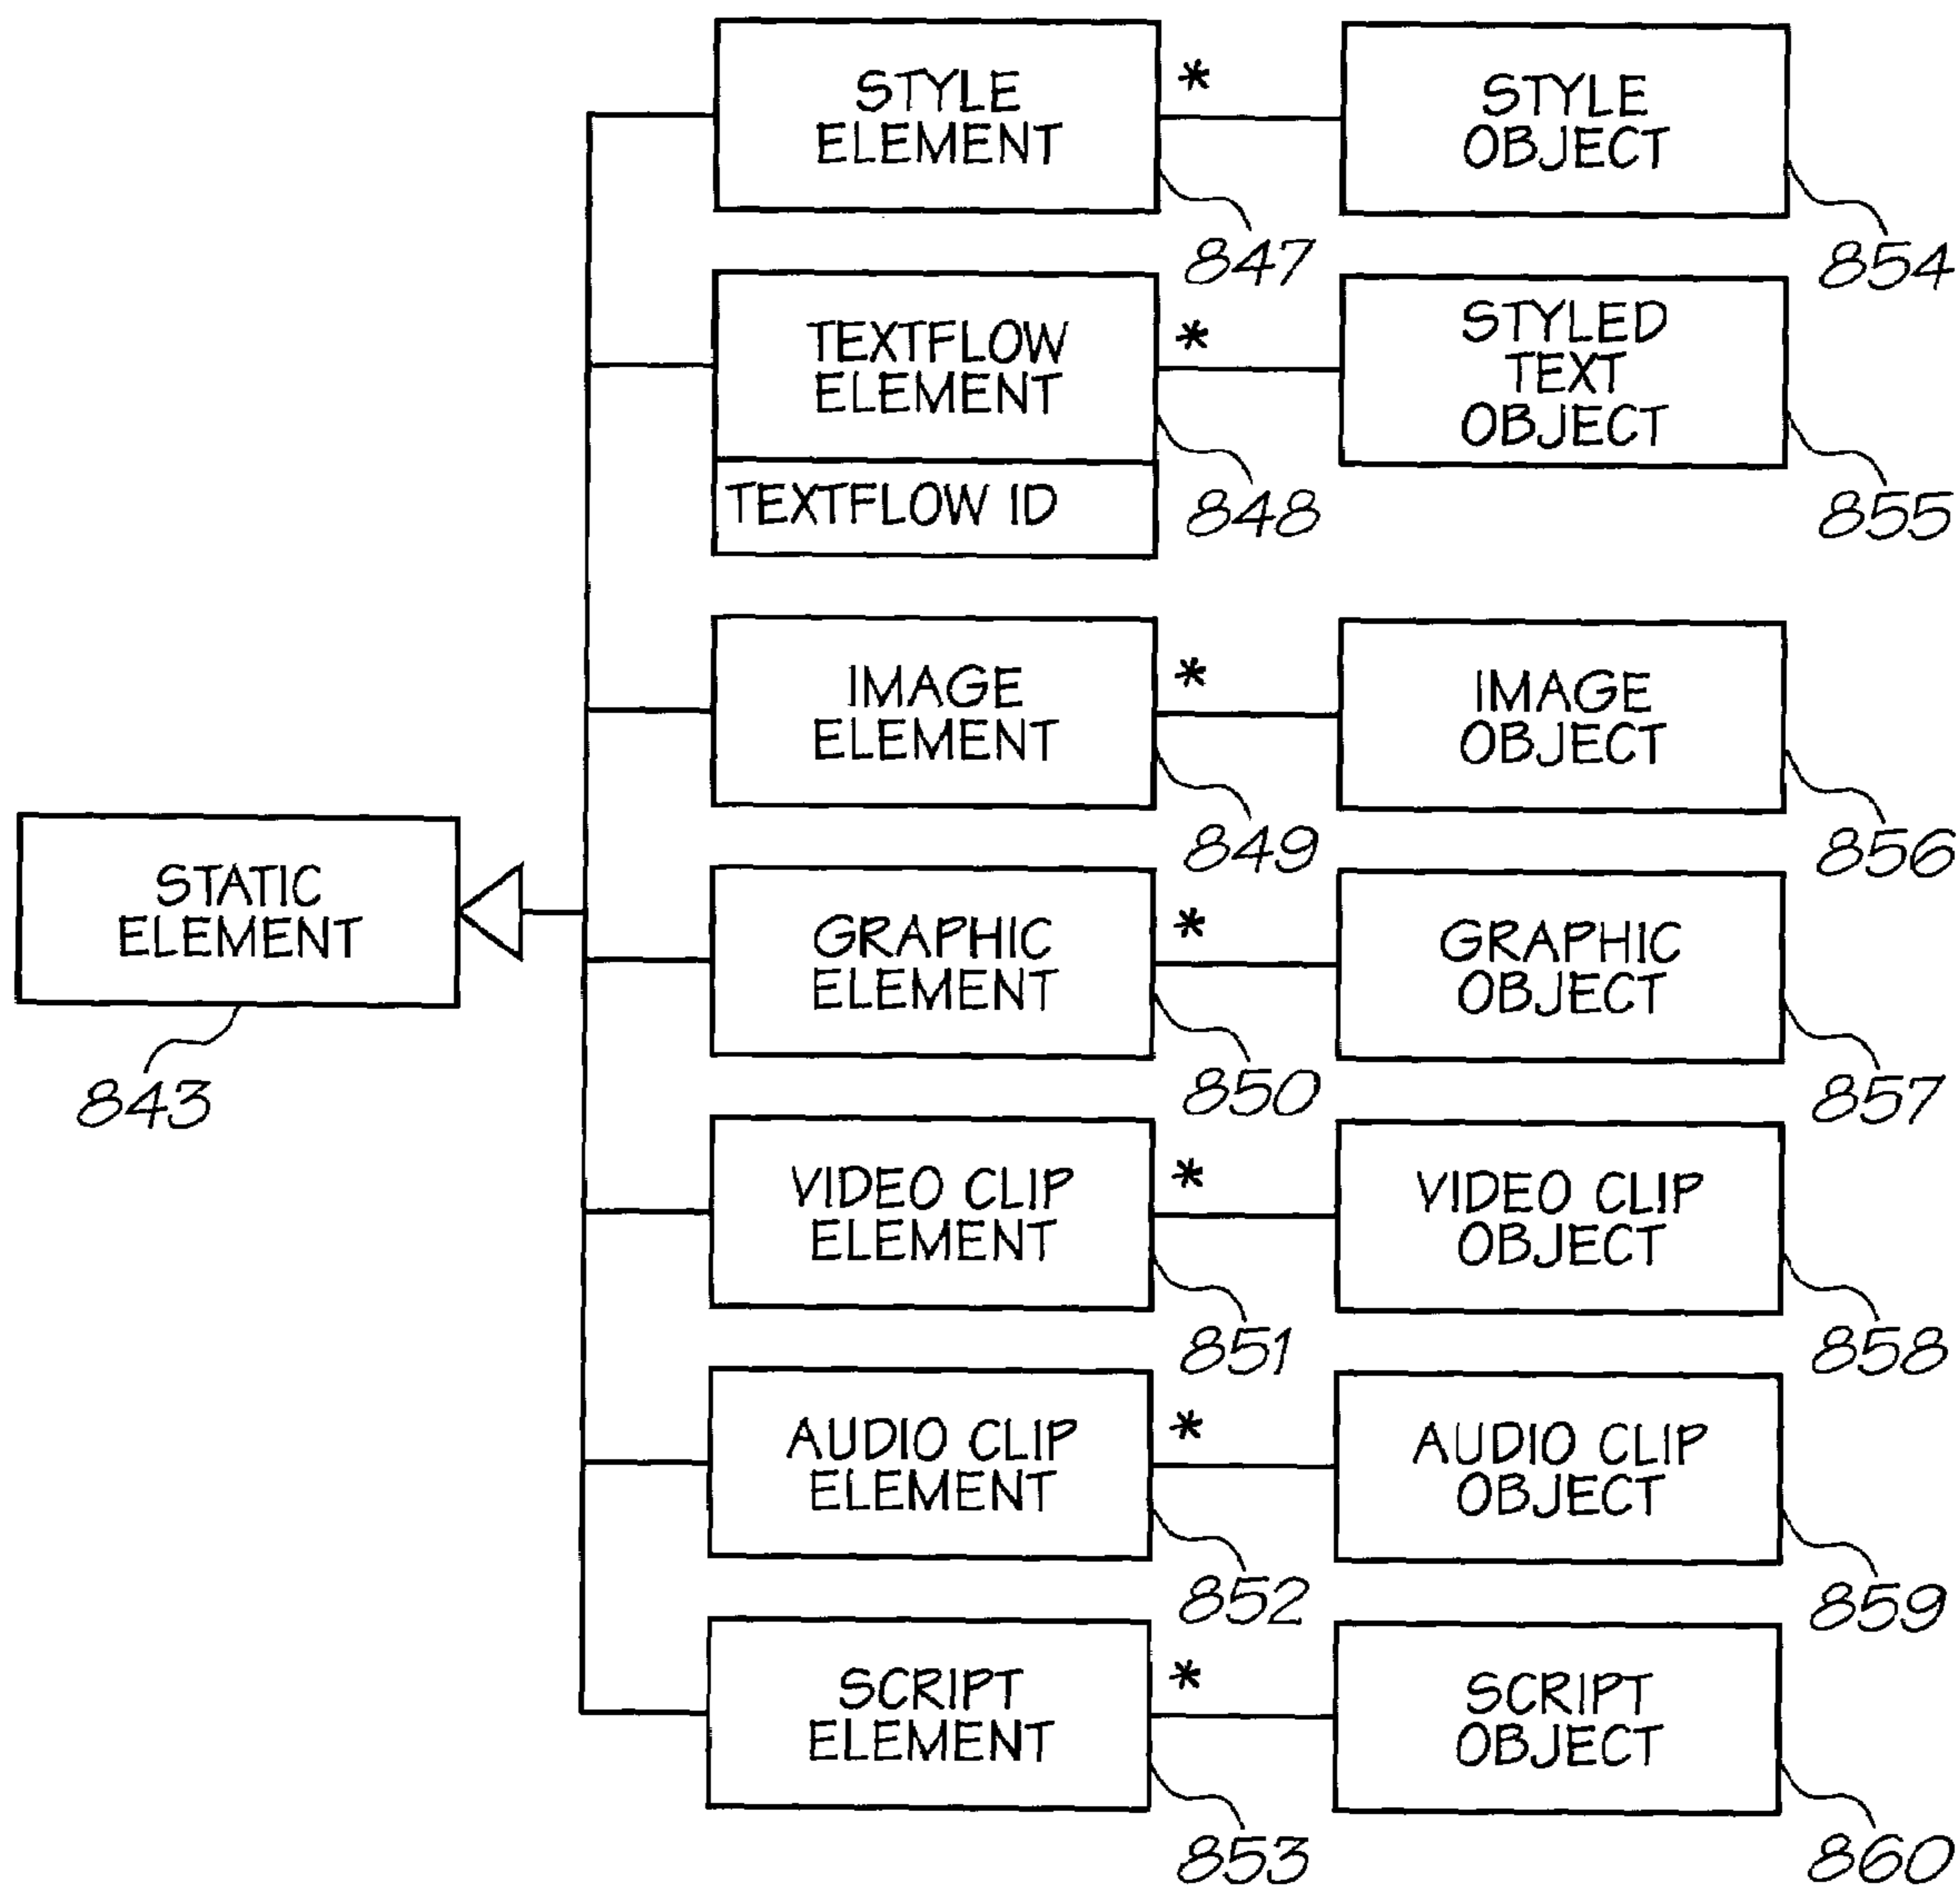 STYLE
ELEMENT
*
STYLE
OBJECT
847
854
TEXTFLOW
ELEMENT
TEXTFLOW ID
*
STYLED
TEXT
OBJECT
848
855
IMAGE
ELEMENT
*
IMAGE
OBJECT
849
856
STATIC
ELEMENT
843
GRAPHIC
ELEMENT
*
GRAPHIC
OBJECT
850
857
VIDEO CLIP
ELEMENT
*
VIDEO CLIP
OBJECT
851
858
AUDIO CLIP
ELEMENT
*
AUDIO CLIP
OBJECT
852
859
SCRIPT
ELEMENT
*
SCRIPT
OBJECT
853
860